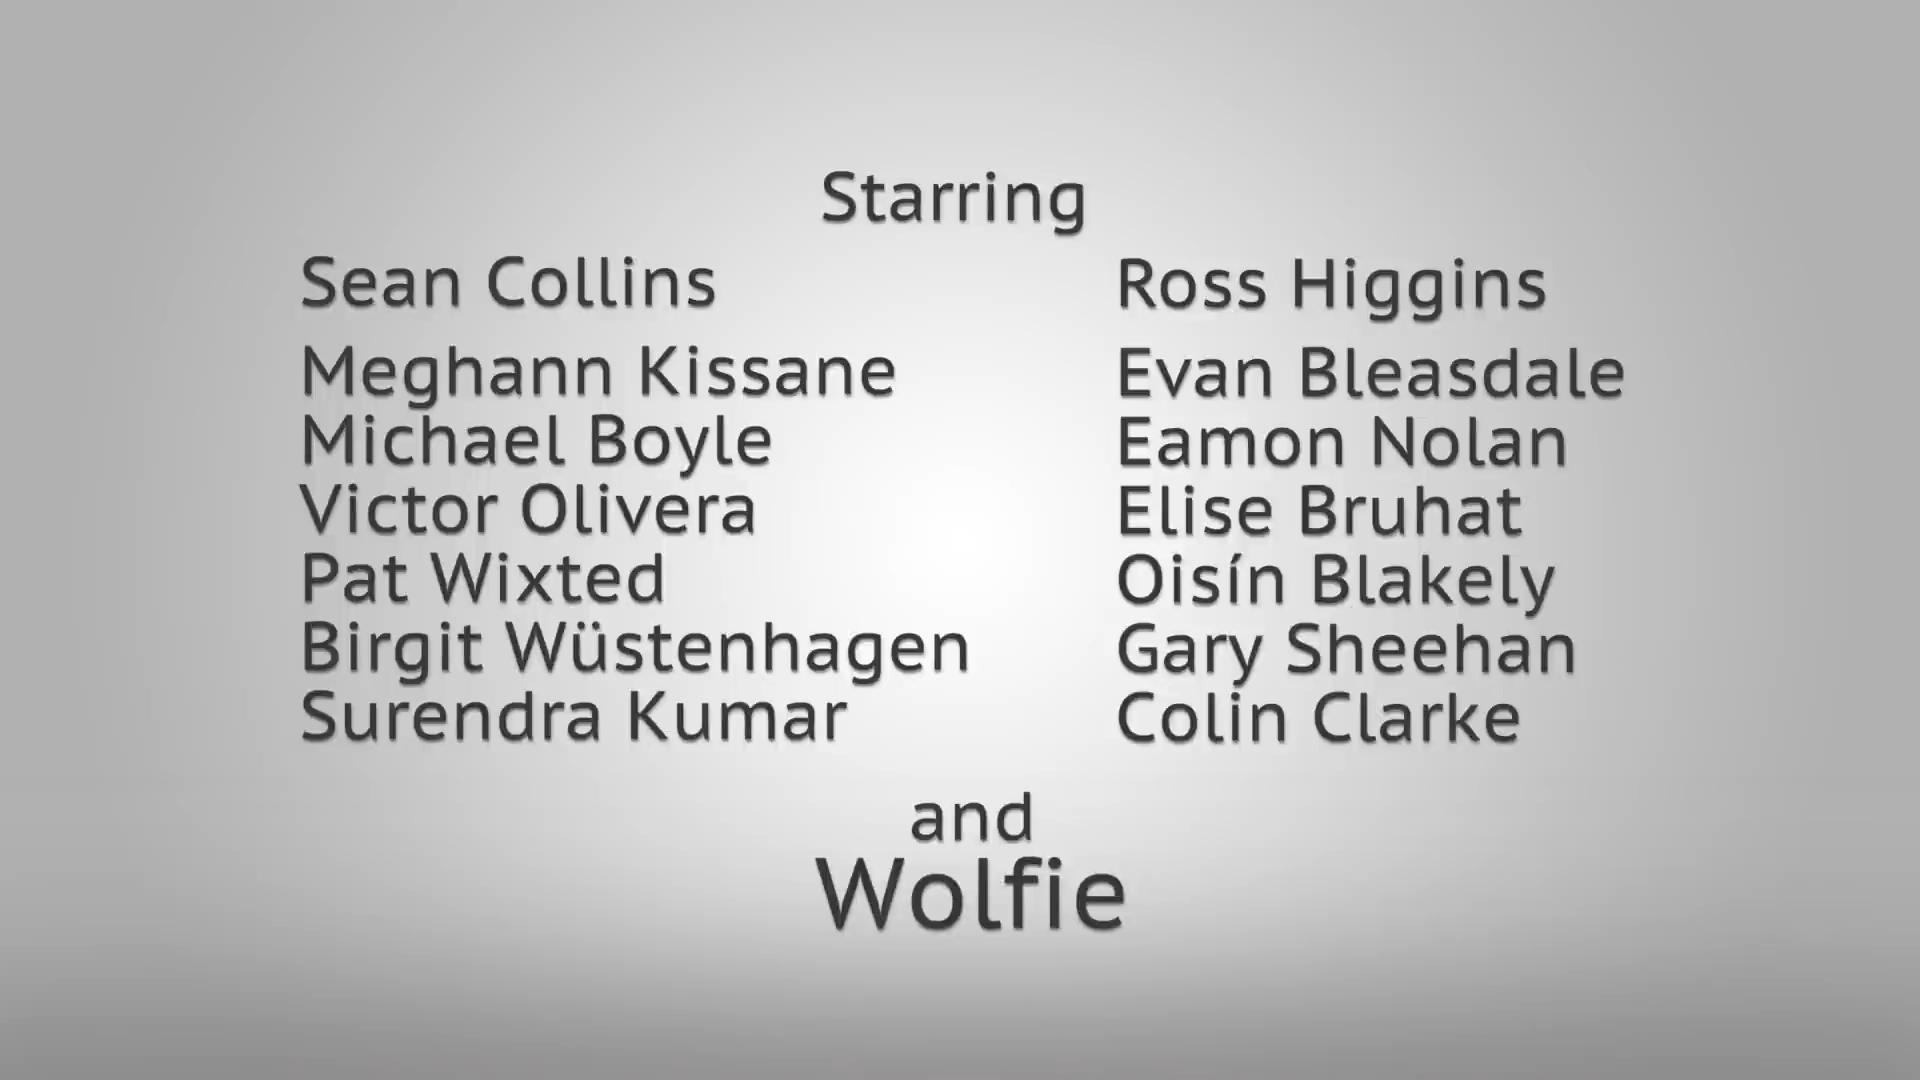 Starring
Sean Collins
Ross Higgins
Meghann Kissane
Evan Bleasdale
Michael Boyle
Eamon Nolan
Victor Olivera
Elise Bruhat
Pat Wixted
Oisín Blakely
Birgit Wüstenhagen
Gary Sheehan
Surendra Kumar
Colin Clarke
and
Wolfie